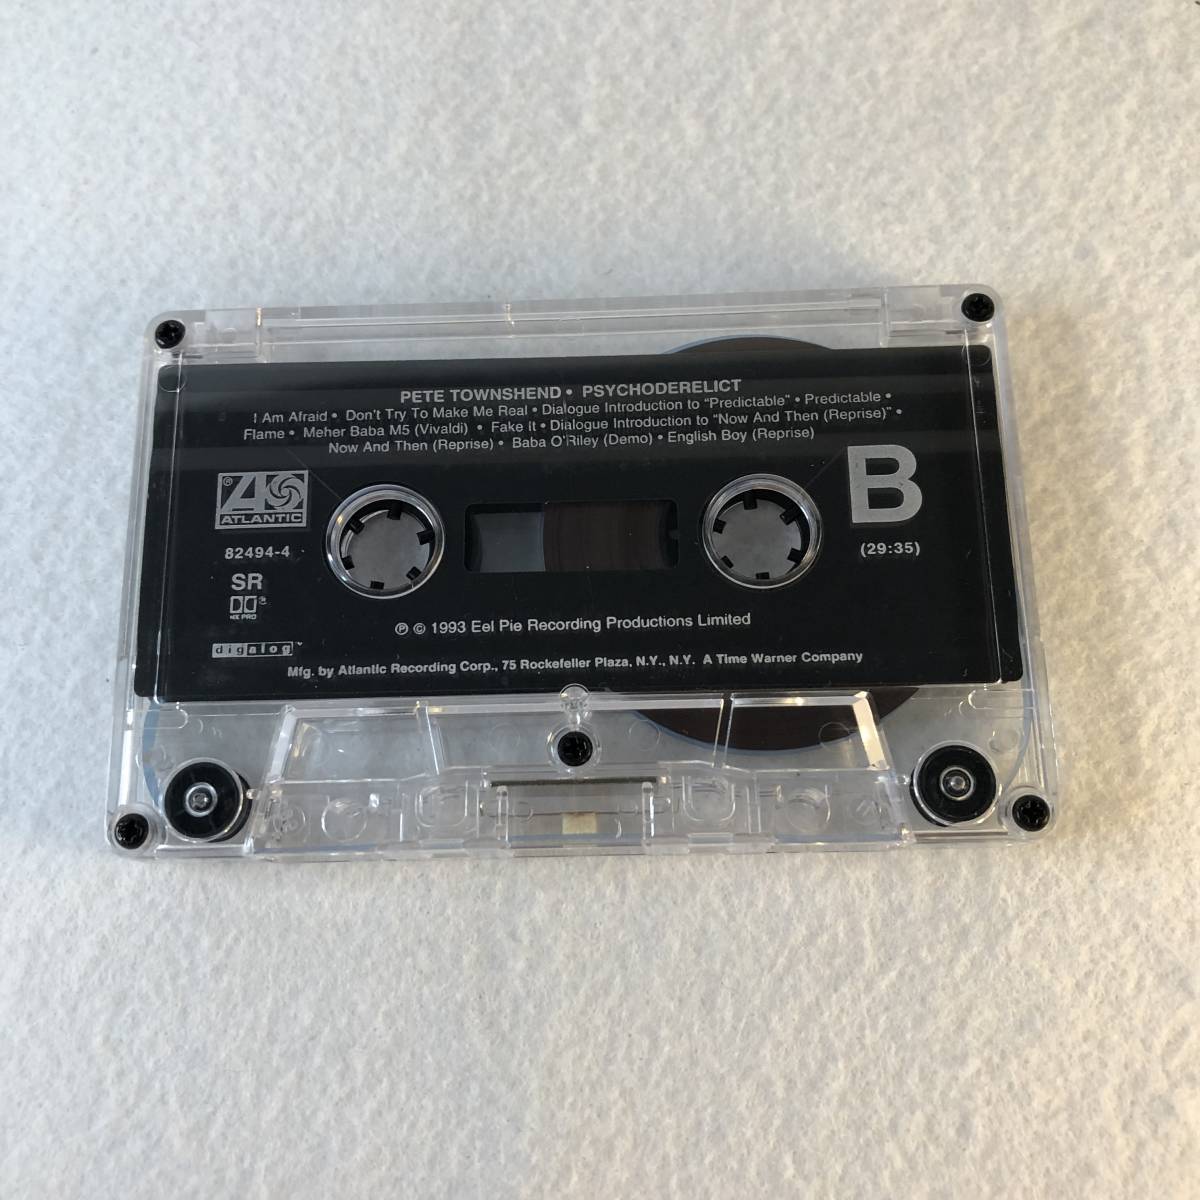 PETE TOWNSHEND • PSYCHODERELICT
I Am Afraid • Don't Try To Make Me Real • Dialogue Introduction to "Predictable" • Predictable •
Flame • Meher Baba M5 (Vivaldi) • Fake It • Dialogue Introduction to "Now And Then (Reprise)" •
Now And Then (Reprise) • Baba O'Riley (Demo) • English Boy (Reprise)
B
® A
ATLANTIC
82494-4
(29:35)
SR
HX PRO
℗ © 1993 Eel Pie Recording Productions Limited
digalog™
Mfg. by Atlantic Recording Corp., 75 Rockefeller Plaza, N.Y., N.Y. A Time Warner Company